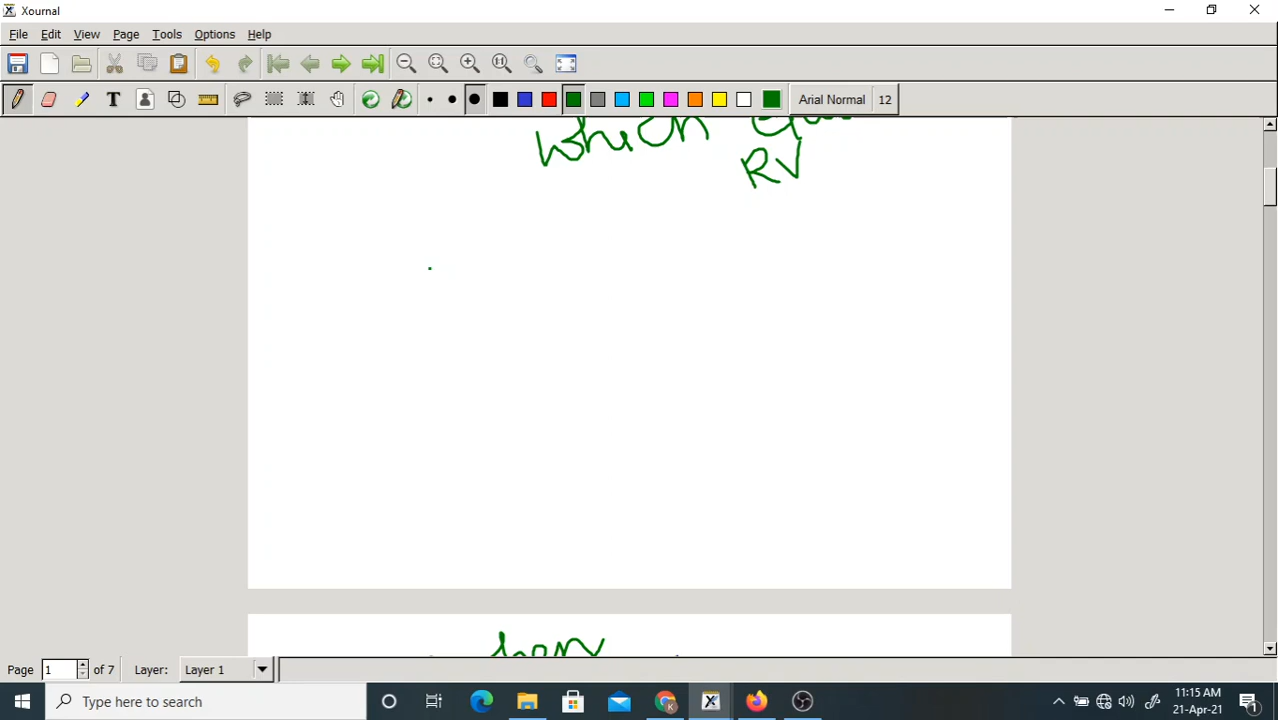 Xournal
File Edit View Page Tools Options Help
T Arial Normal 12
which
RV
Page 1 of 7 Layer: Layer 1
Type here to search
11:15 AM
21-Apr-21
1